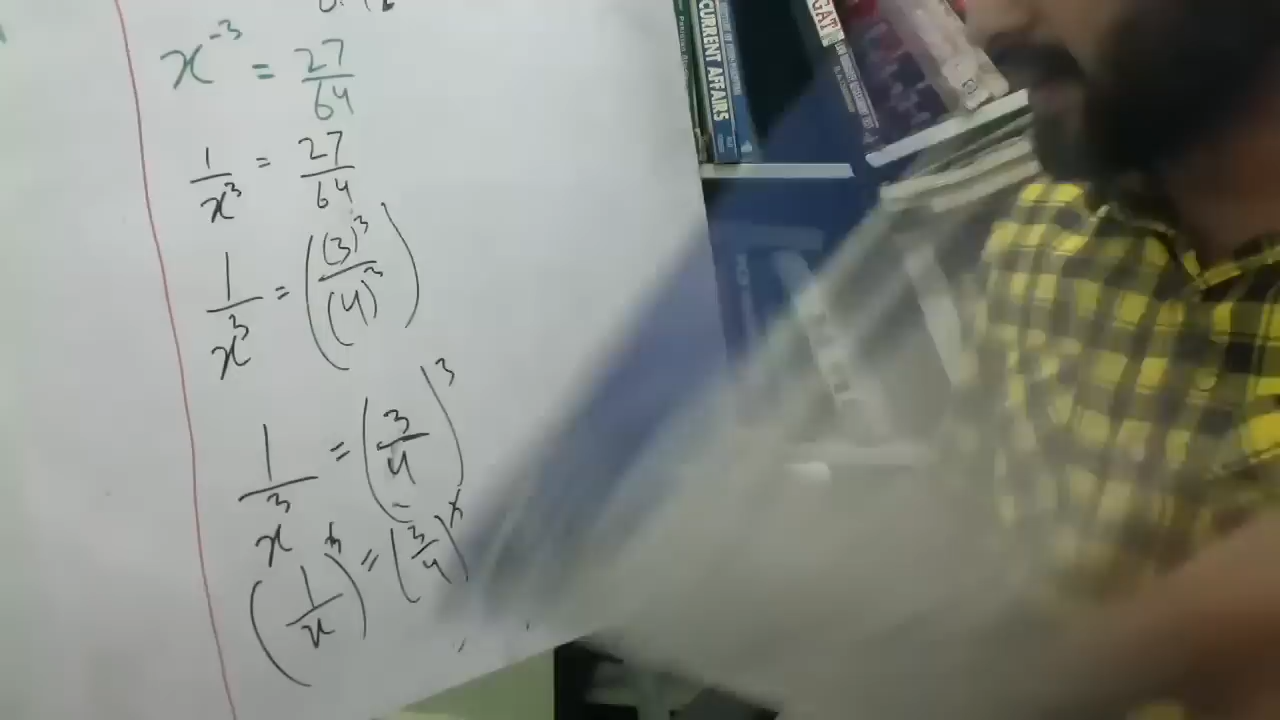 x^-3 = 27/64
1/x^3 = 27/64
1/x^3 = ((3)^3/(4)^3)
1/x^3 = (3/4)^3
(1/x)^3 = (3/4)^3
CURRENT AFFAIRS
GAT